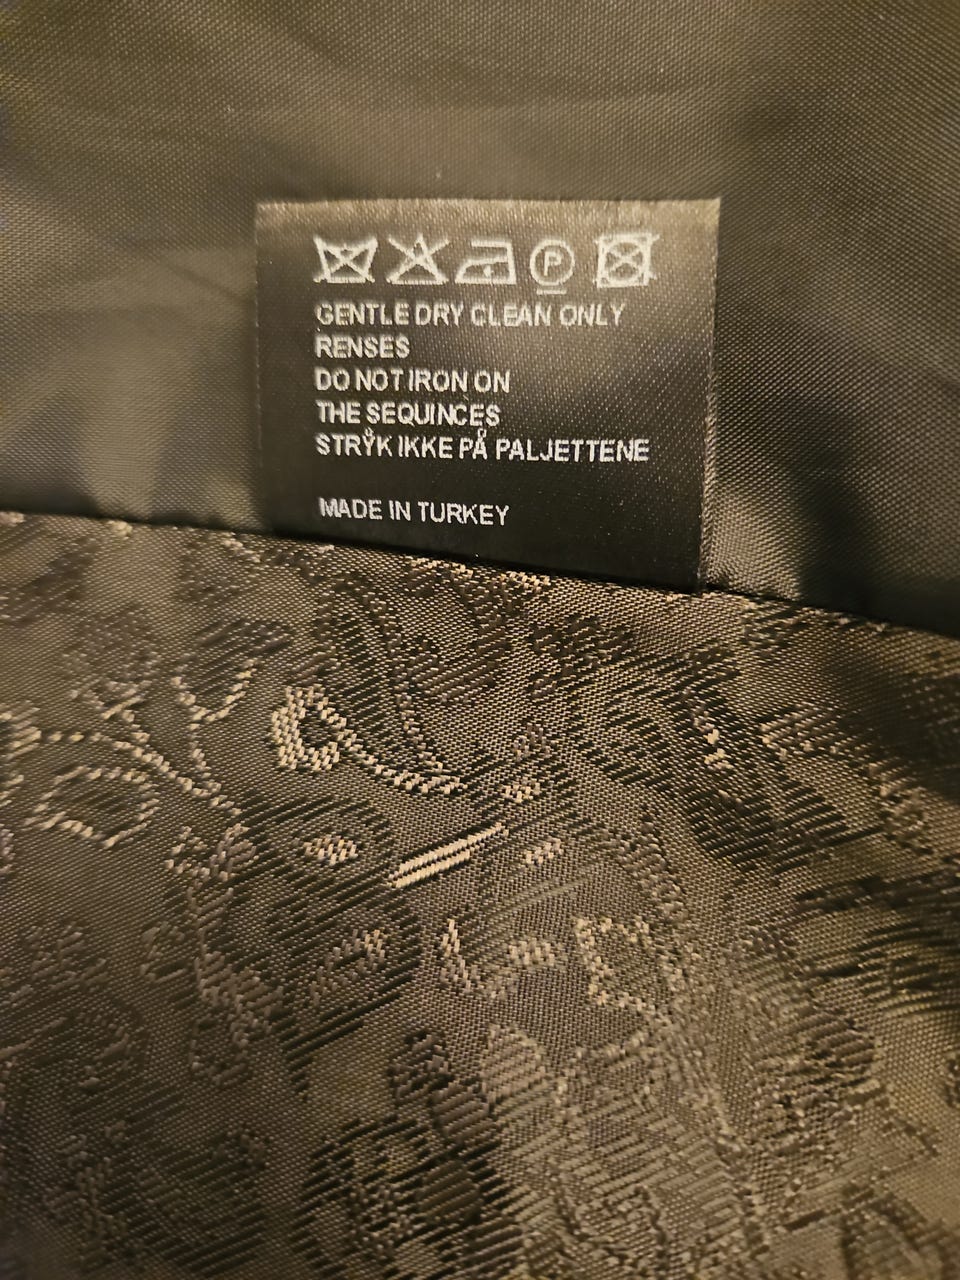 P
GENTLE DRY CLEAN ONLY
RENSES
DO NOT IRON ON
THE SEQUINCES
STRÝK IKKE PÅ PALJETTENE
MADE IN TURKEY